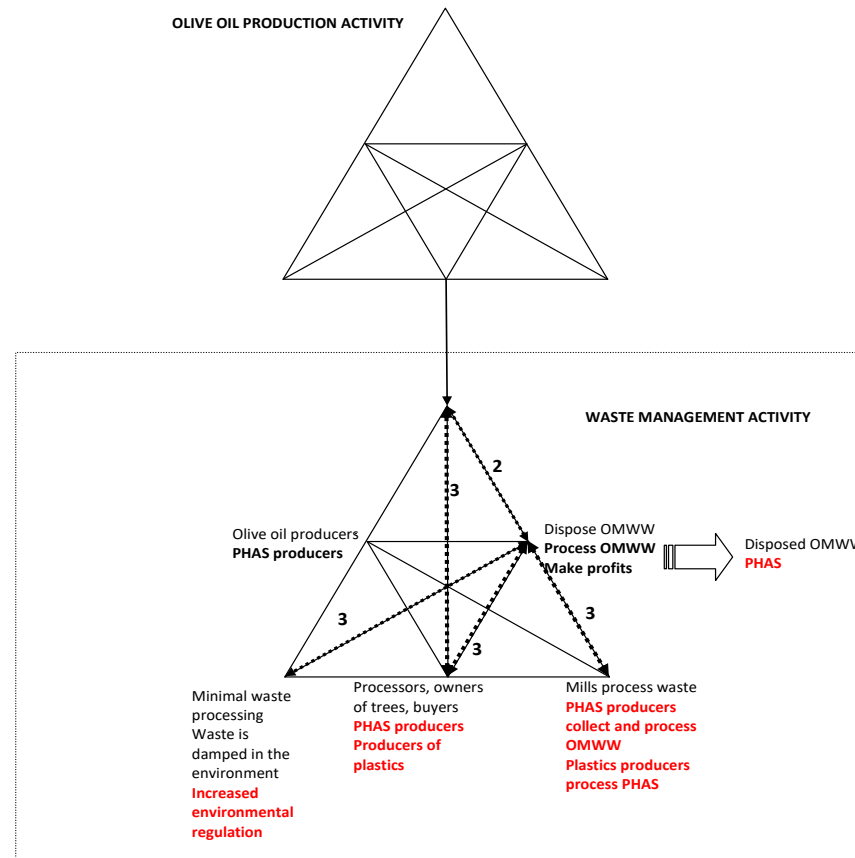 OLIVE OIL PRODUCTION ACTIVITY
WASTE MANAGEMENT ACTIVITY
2
3
Olive oil producers
PHAS producers
Dispose OMWW
Process OMWW
Make profits
Disposed OMWW
PHAS
3
3
3
Minimal waste
processing
Waste is
damped in the
environment
Increased
environmental
regulation
Processors, owners
of trees, buyers
PHAS producers
Producers of
plastics
Mills process waste
PHAS producers
collect and process
OMWW
Plastics producers
process PHAS